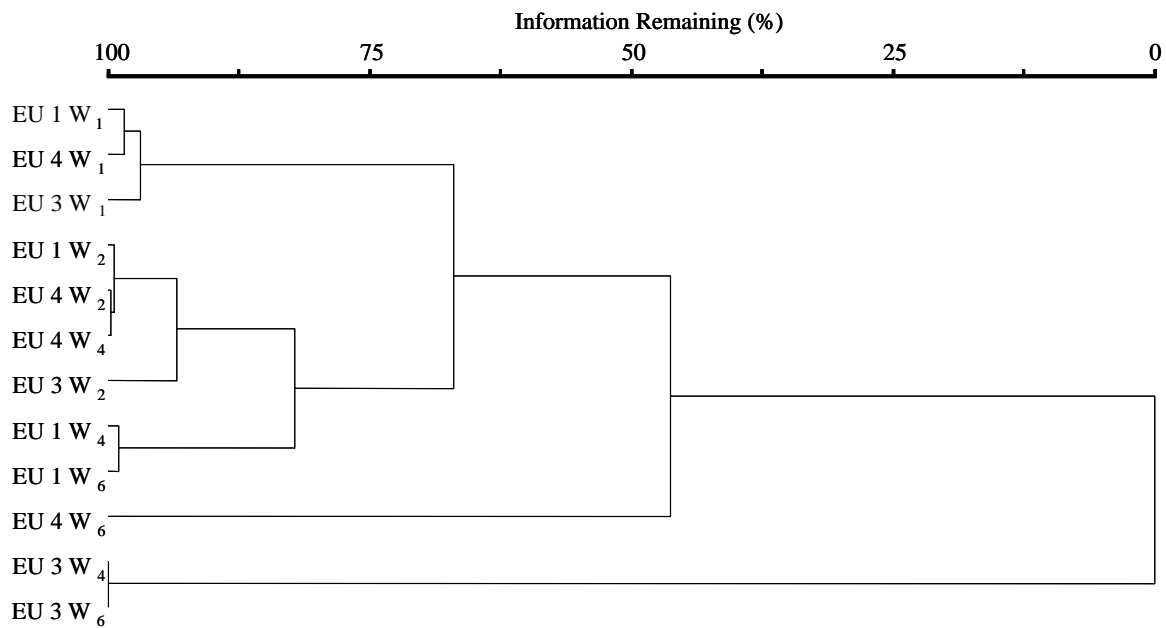 Information Remaining (%)
100 75 50 25 0
EU 1 W 1
EU 4 W 1
EU 3 W 1
EU 1 W 2
EU 4 W 2
EU 4 W 4
EU 3 W 2
EU 1 W 4
EU 1 W 6
EU 4 W 6
EU 3 W 4
EU 3 W 6